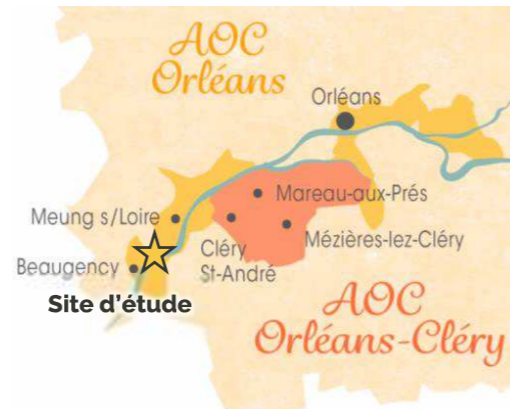 AOC
Orléans
Orléans
Mareau-aux-Prés
Meung s/Loire
Cléry
St-André
Mézières-lez-Cléry
Beaugency
Site d'étude
AOC
Orléans-Cléry